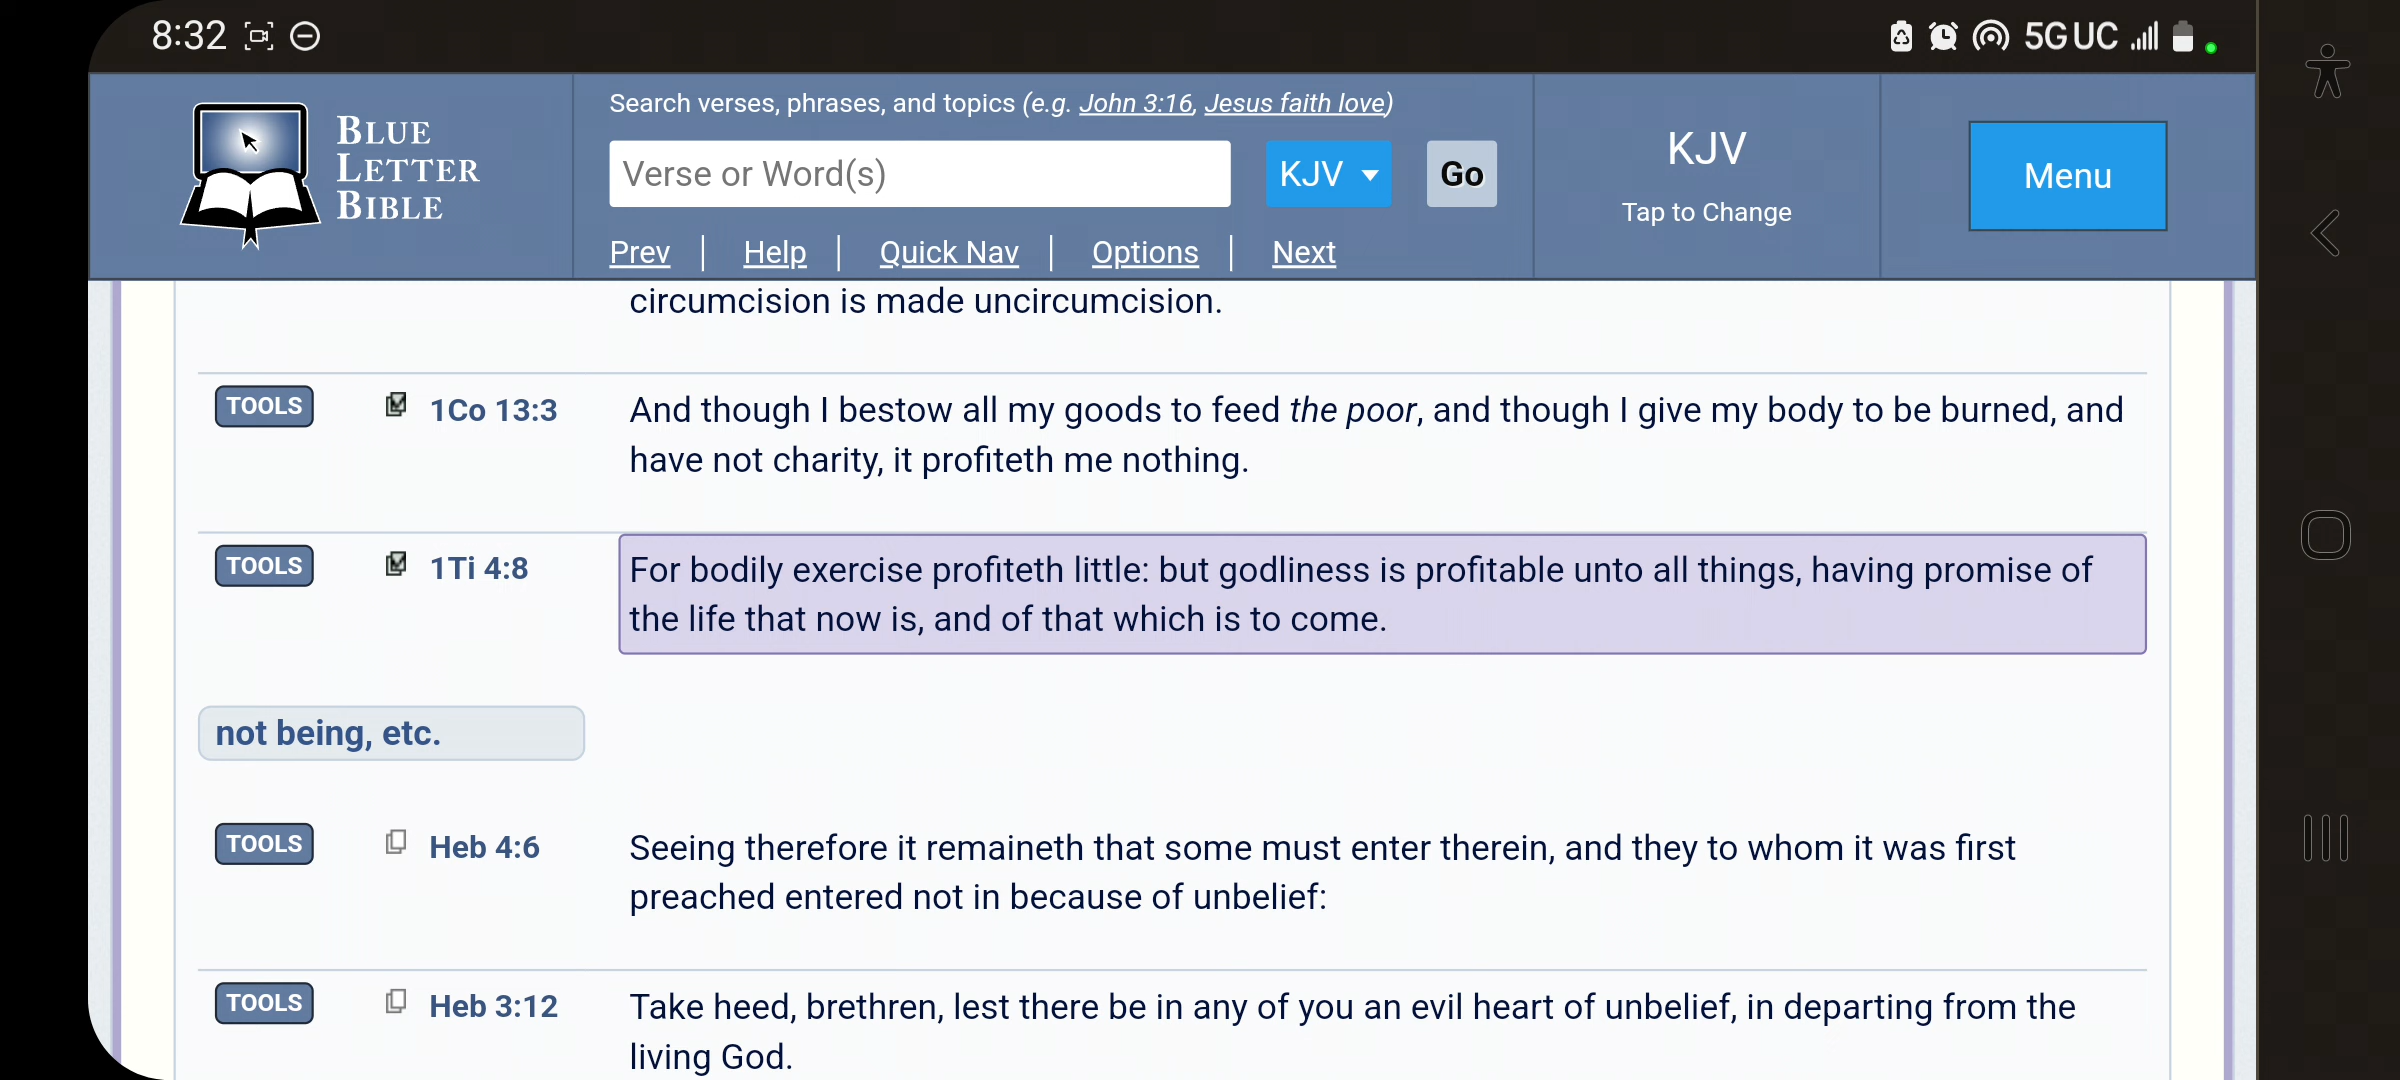 8:32
5G UC
BLUE
LETTER
BIBLE
Search verses, phrases, and topics (e.g. John 3:16, Jesus faith love)
Verse or Word(s)
KJV
Go
Prev | Help | Quick Nav | Options | Next
KJV
Tap to Change
Menu
circumcision is made uncircumcision.
TOOLS 1Co 13:3 And though I bestow all my goods to feed the poor, and though I give my body to be burned, and
have not charity, it profiteth me nothing.
TOOLS 1Ti 4:8 For bodily exercise profiteth little: but godliness is profitable unto all things, having promise of
the life that now is, and of that which is to come.
not being, etc.
TOOLS Heb 4:6 Seeing therefore it remaineth that some must enter therein, and they to whom it was first
preached entered not in because of unbelief:
TOOLS Heb 3:12 Take heed, brethren, lest there be in any of you an evil heart of unbelief, in departing from the
living God.